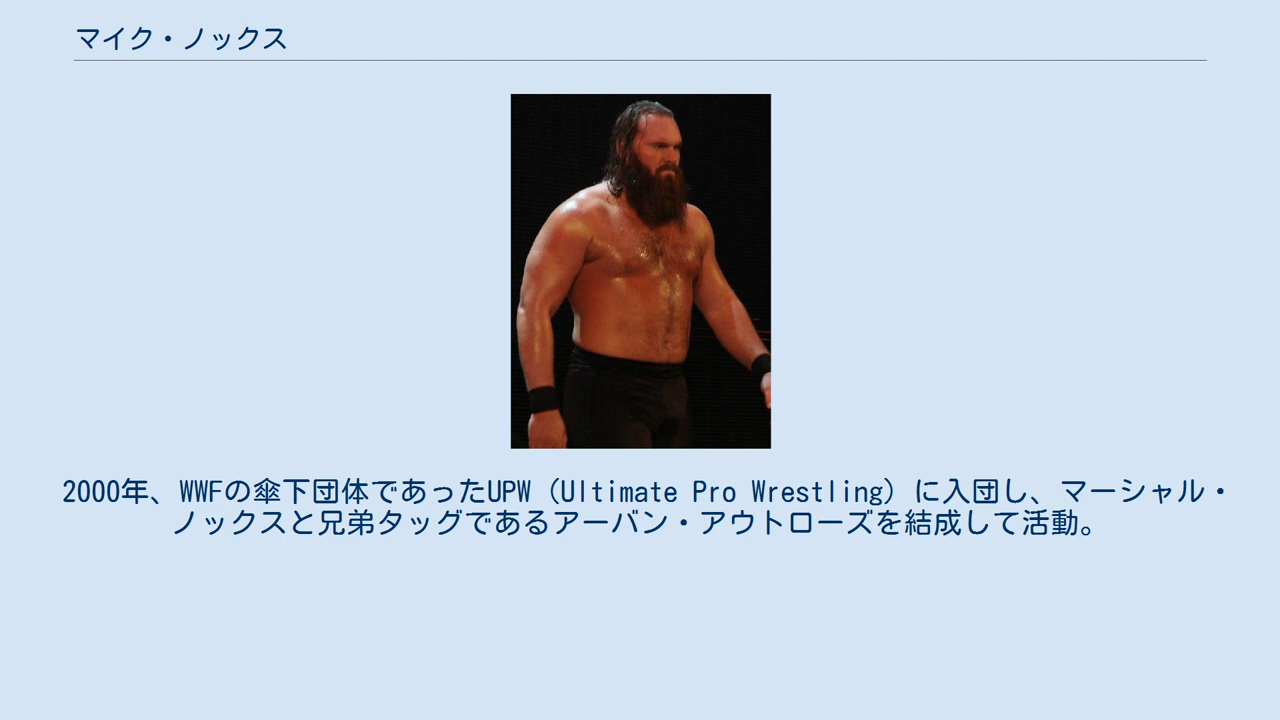 マイク・ノックス
2000年、WWFの傘下団体であったUPW（Ultimate Pro Wrestling）に入団し、マーシャル・
ノックスと兄弟タッグであるアーバン・アウトローズを結成して活動。